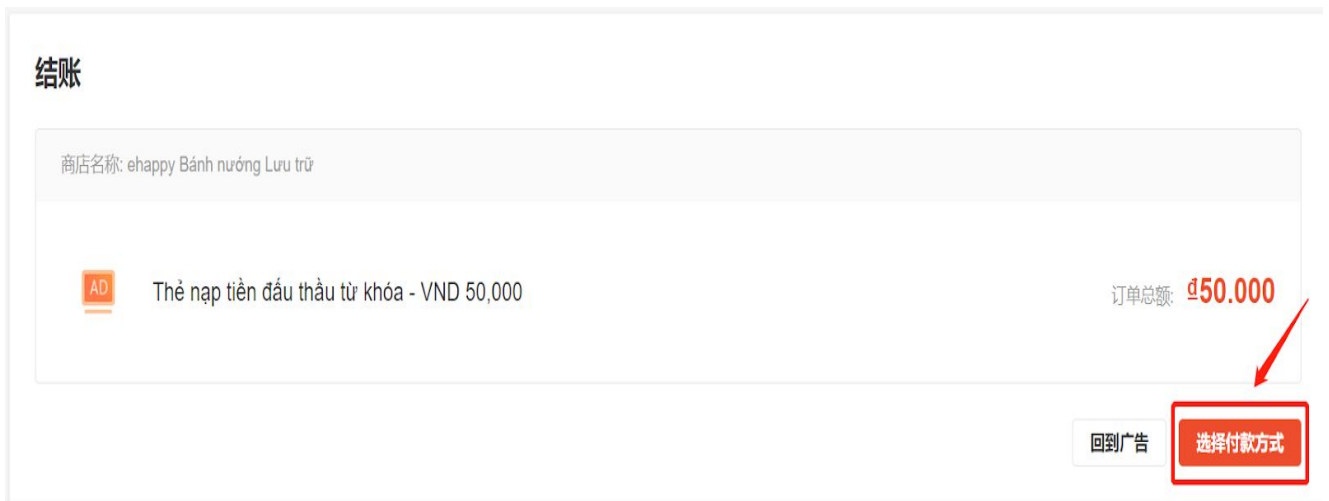 结账
商店名称: ehappy Bánh nướng Lưu trữ
AD
Thẻ nạp tiền đấu thầu từ khóa - VND 50,000
订单总额: ₫50.000
回到广告
选择付款方式